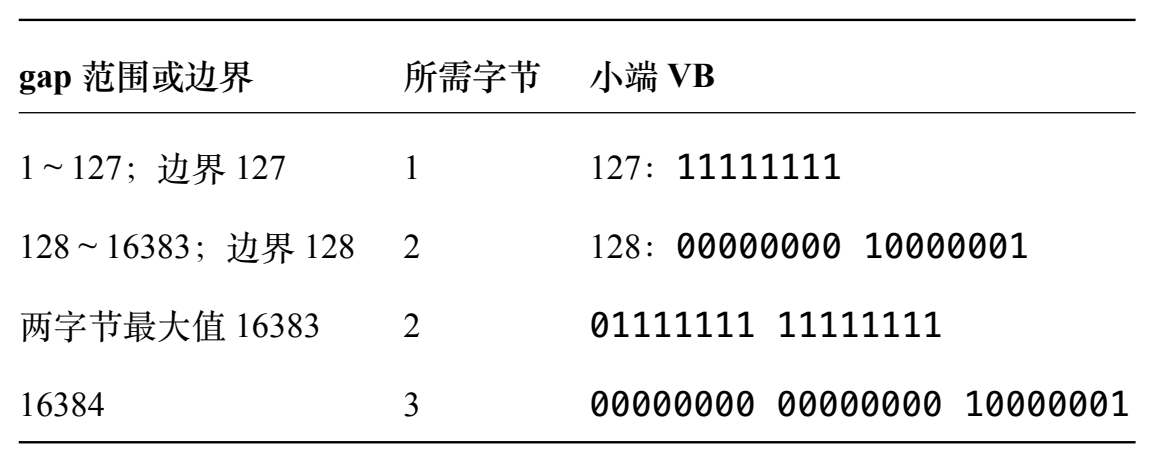 gap 范围或边界 所需字节 小端 VB
1 ~ 127；边界 127 1 127：11111111
128 ~ 16383；边界 128 2 128：00000000 10000001
两字节最大值 16383 2 01111111 11111111
16384 3 00000000 00000000 10000001